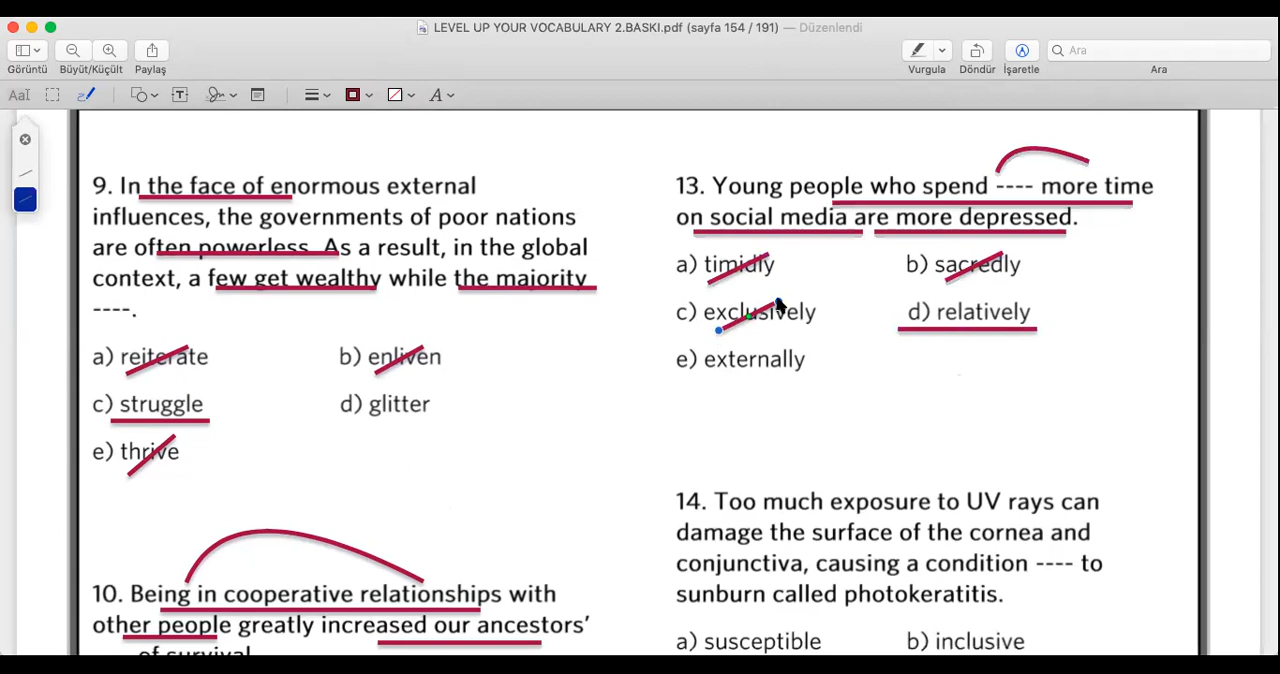 LEVEL UP YOUR VOCABULARY 2.BASKI.pdf (sayfa 154 / 191) — Düzenlendi
Ara
Görüntü Büyüt/Küçült Paylaş Vurgula Döndür İşaretle Ara
9. In the face of enormous external
influences, the governments of poor nations
are often powerless. As a result, in the global
context, a few get wealthy while the majority
----.
a) reiterate b) enliven
c) struggle d) glitter
e) thrive
10. Being in cooperative relationships with
other people greatly increased our ancestors’
of survival
13. Young people who spend ---- more time
on social media are more depressed.
a) timidly b) sacredly
c) exclusively d) relatively
e) externally
14. Too much exposure to UV rays can
damage the surface of the cornea and
conjunctiva, causing a condition ---- to
sunburn called photokeratitis.
a) susceptible b) inclusive